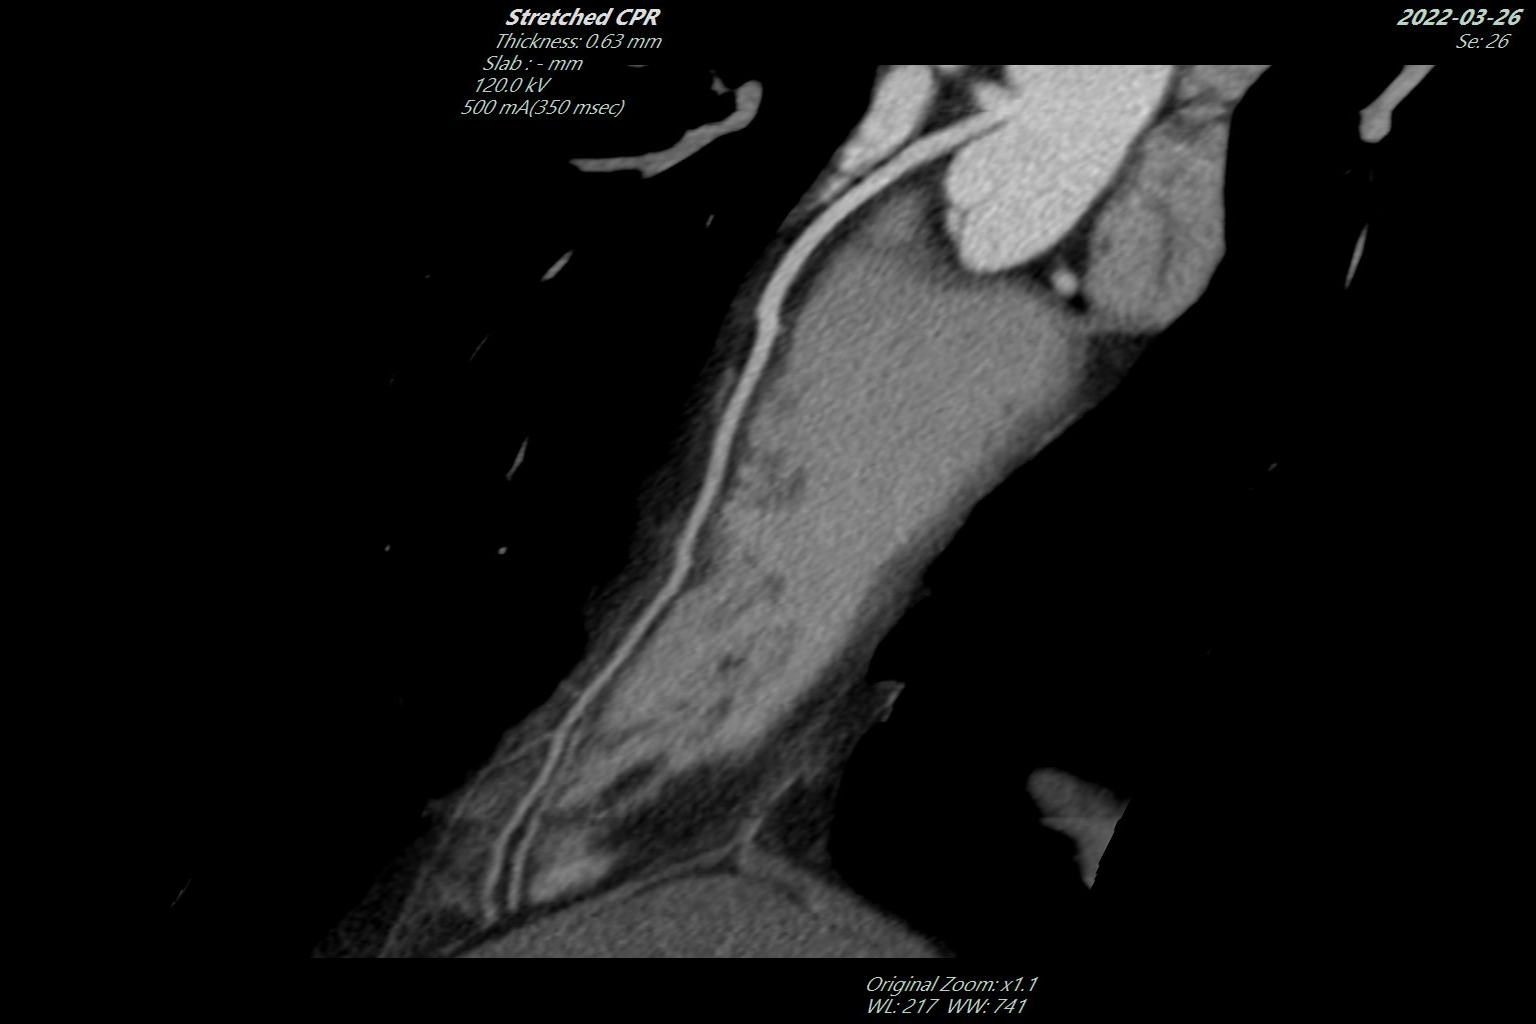 Stretched CPR
Thickness: 0.63 mm
Slab : - mm
120.0 kV
500 mA(350 msec)
2022-03-26
Se: 26
Original Zoom: x1.1
WL: 217 WW: 741